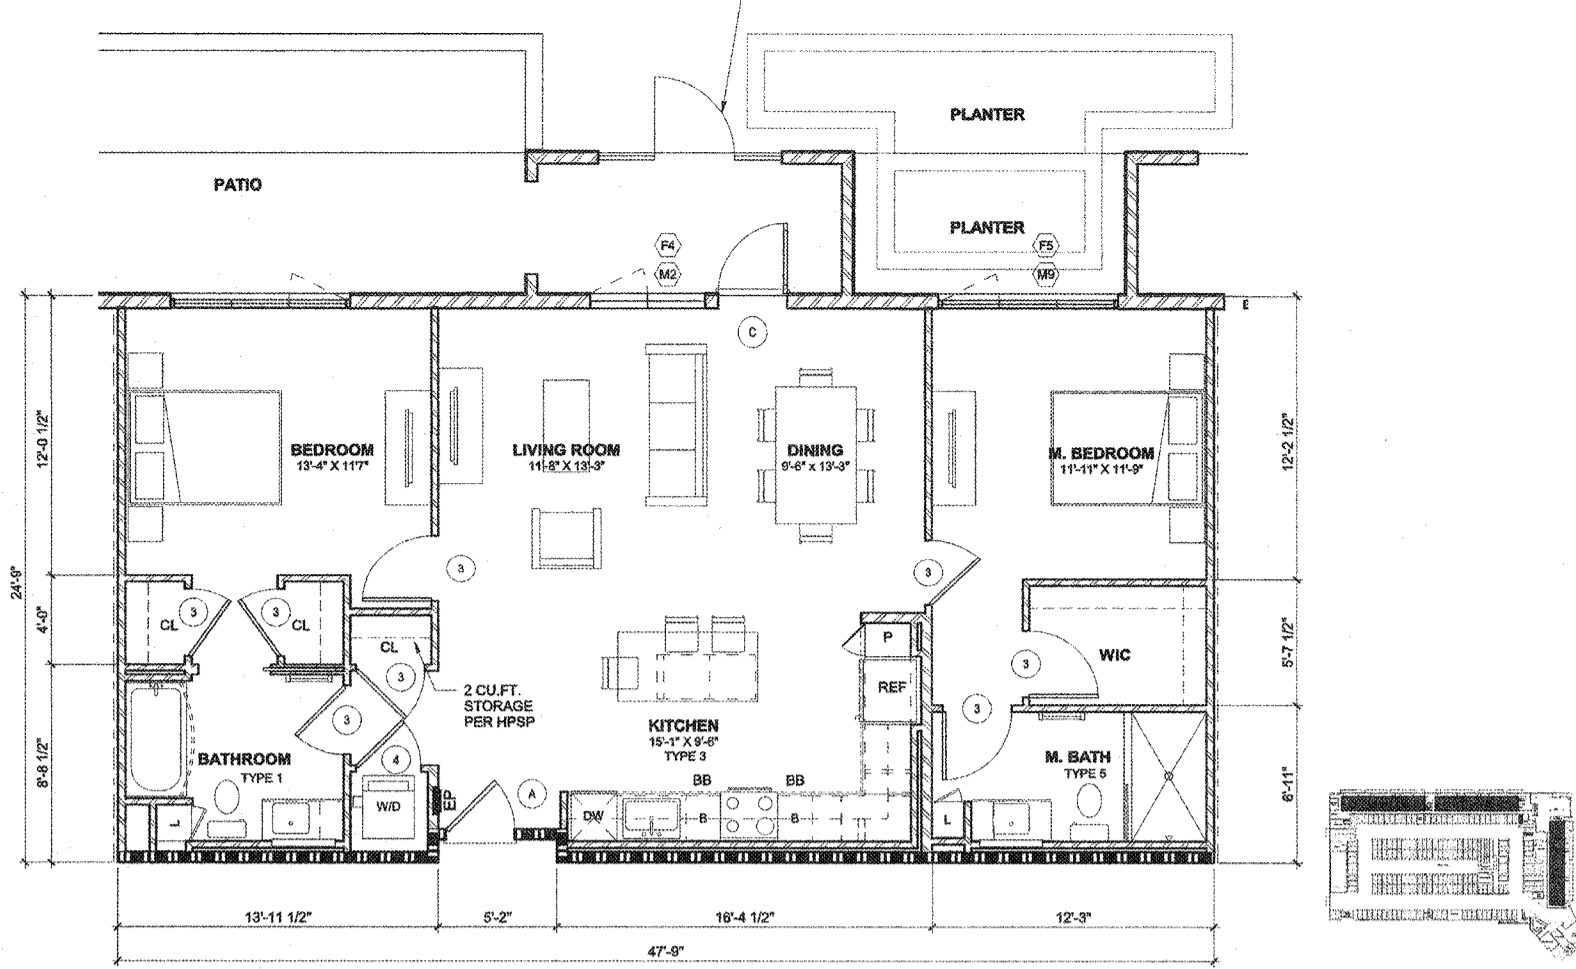 PLANTER
PATIO
PLANTER
F4
F5
M2
M9
C
E
BEDROOM
13'-4" X 11'7"
LIVING ROOM
11'-8" X 13'-3"
DINING
9'-6" x 13'-3"
M. BEDROOM
11'-11" X 11'-9"
12'-0 1/2"
12'-2 1/2"
24'-9"
3
3
3
3
CL
CL
4'-0"
P
CL
WIC
5'-7 1/2"
3
3
REF
2 CU.FT.
STORAGE
PER HPSP
3
3
KITCHEN
15'-1" X 9'-6"
TYPE 3
BATHROOM
TYPE 1
4
M. BATH
TYPE 5
8'-8 1/2"
6'-11"
BB
BB
W/D
EP
A
DW
B
B
L
L
13'-11 1/2"
5'-2"
16'-4 1/2"
12'-3"
47'-9"